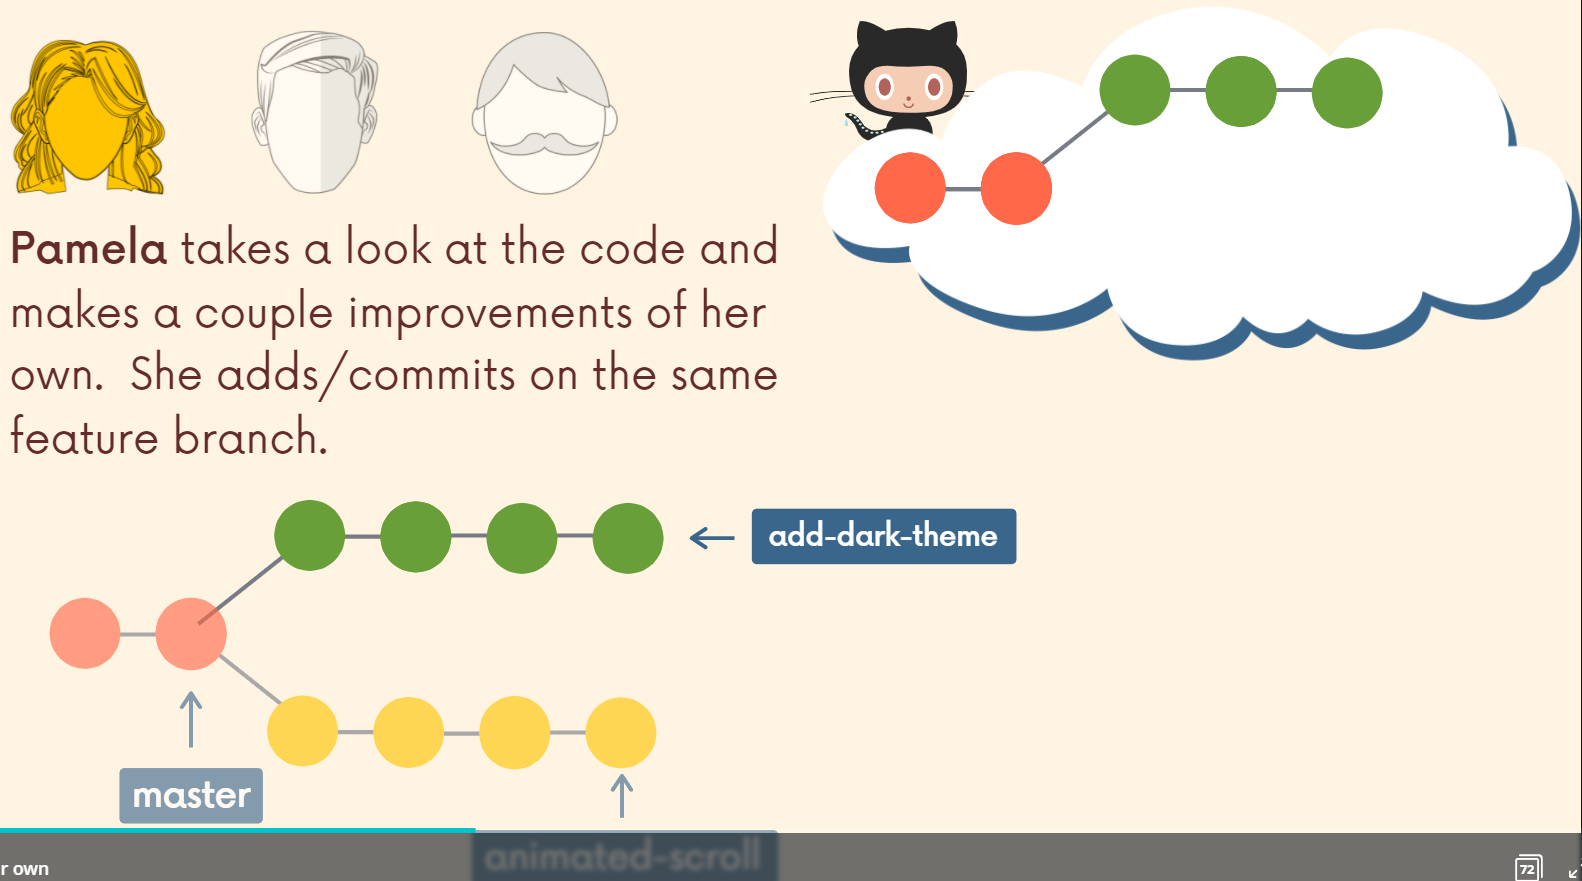 Pamela takes a look at the code and
makes a couple improvements of her
own. She adds/commits on the same
feature branch.
add-dark-theme
master
animated-scroll
r own
72